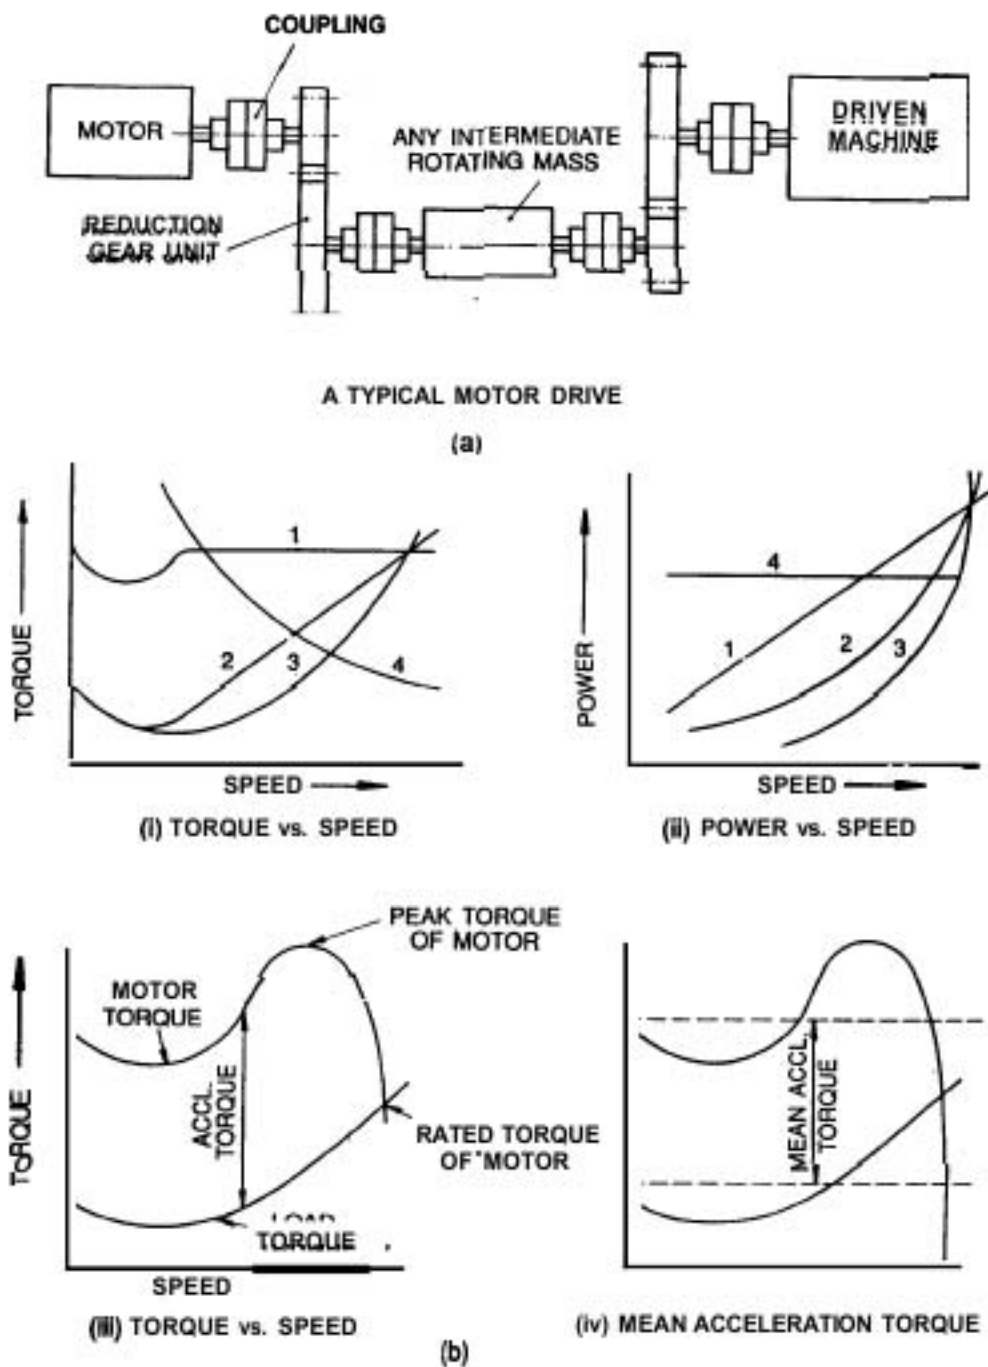 COUPLING
MOTOR
DRIVEN
MACHINE
ANY INTERMEDIATE
ROTATING MASS
REDUCTION
GEAR UNIT
A TYPICAL MOTOR DRIVE
(a)
TORQUE
1
2
3
4
SPEED
(i) TORQUE vs. SPEED
POWER
4
1
2
3
SPEED
(ii) POWER vs. SPEED
TORQUE
PEAK TORQUE
OF MOTOR
MOTOR
TORQUE
ACCL.
TORQUE
RATED TORQUE
OF MOTOR
LOAD
TORQUE
SPEED
(iii) TORQUE vs. SPEED
MEAN ACCL.
TORQUE
(iv) MEAN ACCELERATION TORQUE
(b)